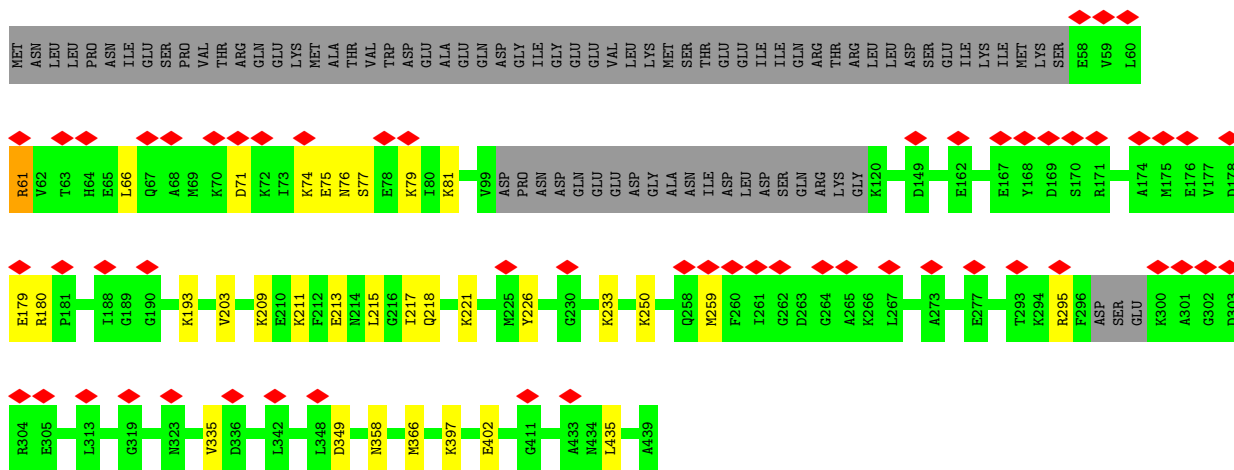 MET ASN LEU LEU PRO ASN ILE GLU SER PRO VAL THR ARG GLN GLU LYS MET ALA THR VAL TRP ASP GLU ALA GLU GLN ASP GLY ILE GLY GLU GLU VAL LEU LYS MET SER THR GLU GLU ILE ILE GLN ARG THR ARG LEU LEU ASP SER GLU ILE LYS ILE MET LYS SER E58 V59 L60
R61 V62 T63 H64 E65 L66 Q67 A68 M69 K70 D71 K72 I73 K74 E75 N76 S77 E78 K79 I80 K81 V99 ASP PRO ASN ASP GLN GLU GLU ASP GLY ALA ASN ILE ASP LEU ASP SER GLN ARG LYS GLY K120 D149 E162 E167 Y168 D169 S170 R171 A174 M175 E176 V177 D178
E179 R180 P181 I188 G189 G190 K193 V203 K209 E210 K211 F212 E213 N214 L215 G216 I217 Q218 K221 M225 Y226 G230 K233 K250 Q258 M259 F260 I261 G262 D263 G264 A265 K266 L267 A273 E277 T293 K294 R295 F296 ASP SER GLU K300 A301 G302 D303
R304 E305 L313 G319 N323 V335 D336 L342 L348 D349 N358 M366 K397 E402 G411 A433 N434 L435 A439